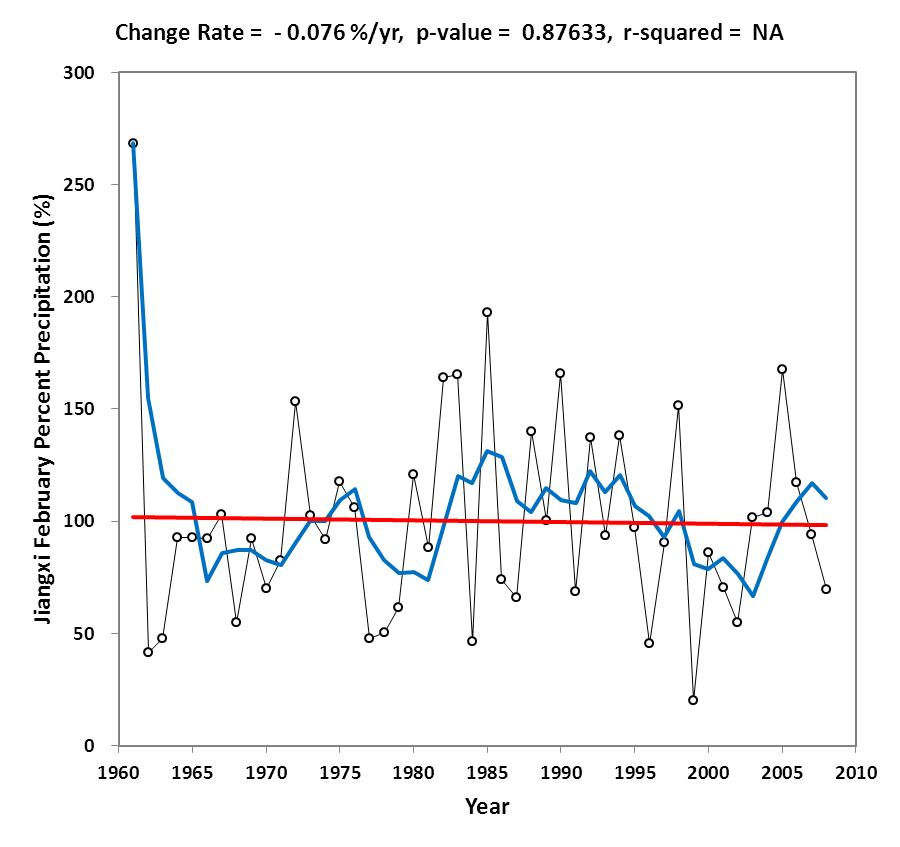 Change Rate = - 0.076 %/yr, p-value = 0.87633, r-squared = NA
Jiangxi February Percent Precipitation (%)
300
250
200
150
100
50
0
1960 1965 1970 1975 1980 1985 1990 1995 2000 2005 2010
Year